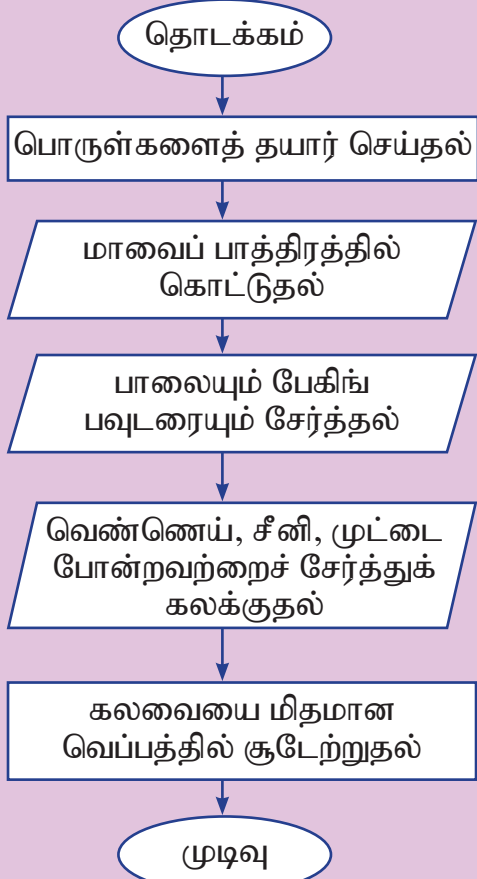 தொடக்கம்
பொருள்களைத் தயார் செய்தல்
மாவைப் பாத்திரத்தில்
கொட்டுதல்
பாலையும் பேகிங்
பவுடரையும் சேர்த்தல்
வெண்ணெய், சீனி, முட்டை
போன்றவற்றைச் சேர்த்துக்
கலக்குதல்
கலவையை மிதமான
வெப்பத்தில் சூடேற்றுதல்
முடிவு